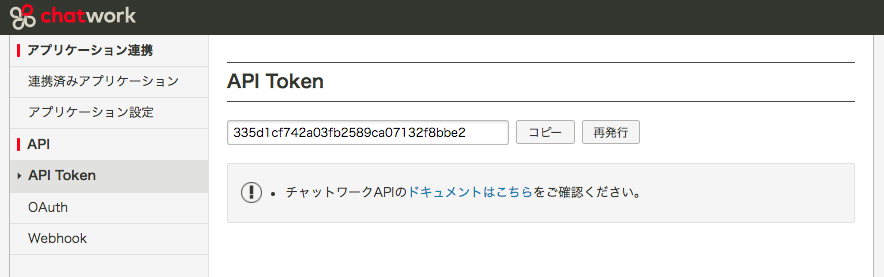 chatwork
アプリケーション連携
連携済みアプリケーション
アプリケーション設定
API
API Token
OAuth
Webhook
API Token
335d1cf742a03fb2589ca07132f8bbe2 コピー 再発行
チャットワークAPIのドキュメントはこちらをご確認ください。